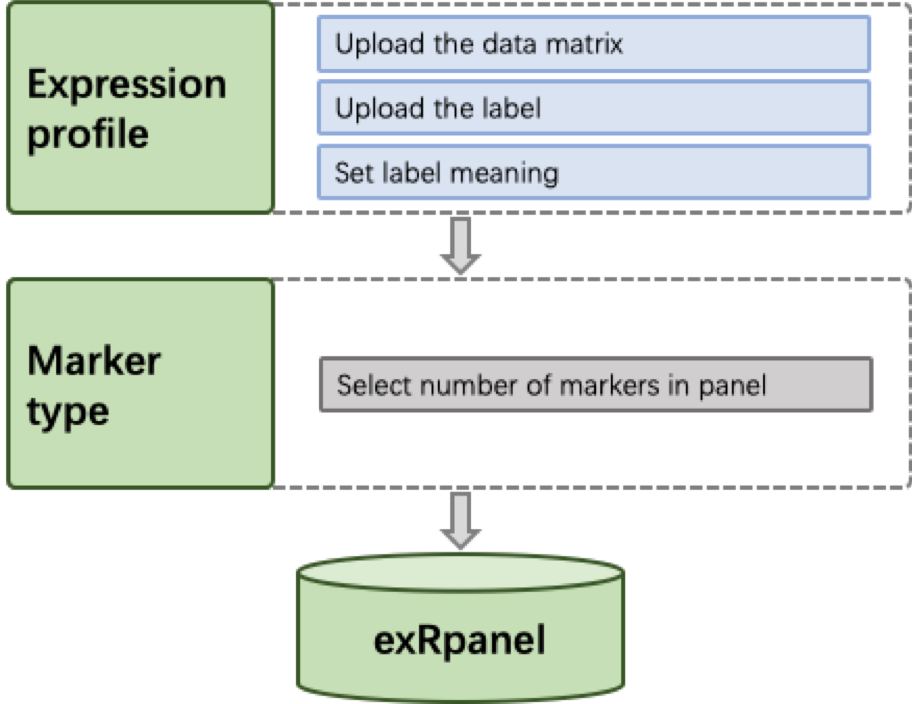 Expression
profile
Upload the data matrix
Upload the label
Set label meaning
Marker
type
Select number of markers in panel
exRpanel